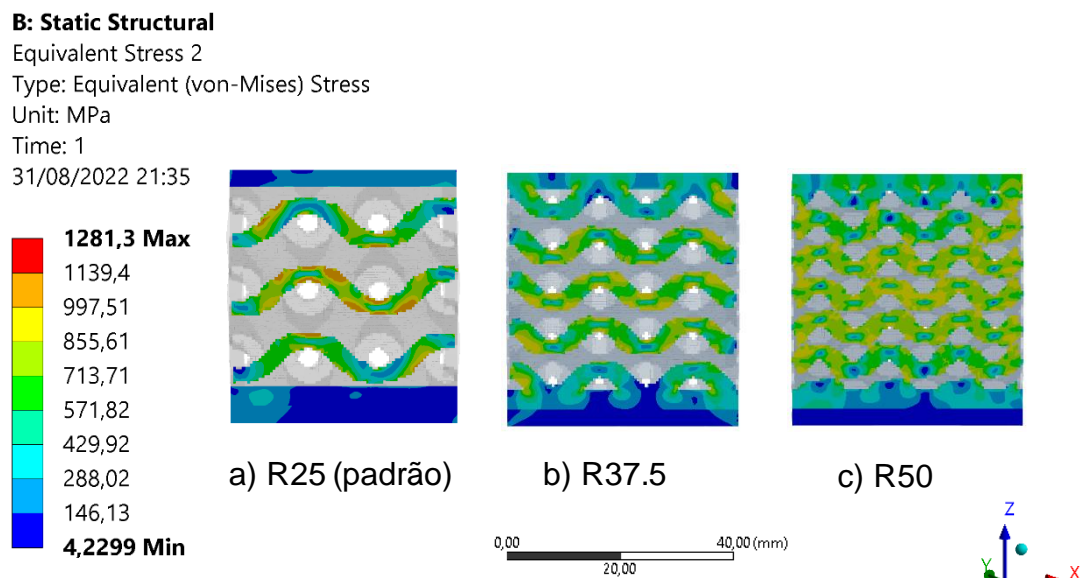 B: Static Structural
Equivalent Stress 2
Type: Equivalent (von-Mises) Stress
Unit: MPa
Time: 1
31/08/2022 21:35
1281,3 Max
1139,4
997,51
855,61
713,71
571,82
429,92
288,02
146,13
4,2299 Min
a) R25 (padrão)
b) R37.5
c) R50
0,00
40,00 (mm)
20,00
Z
Y
X